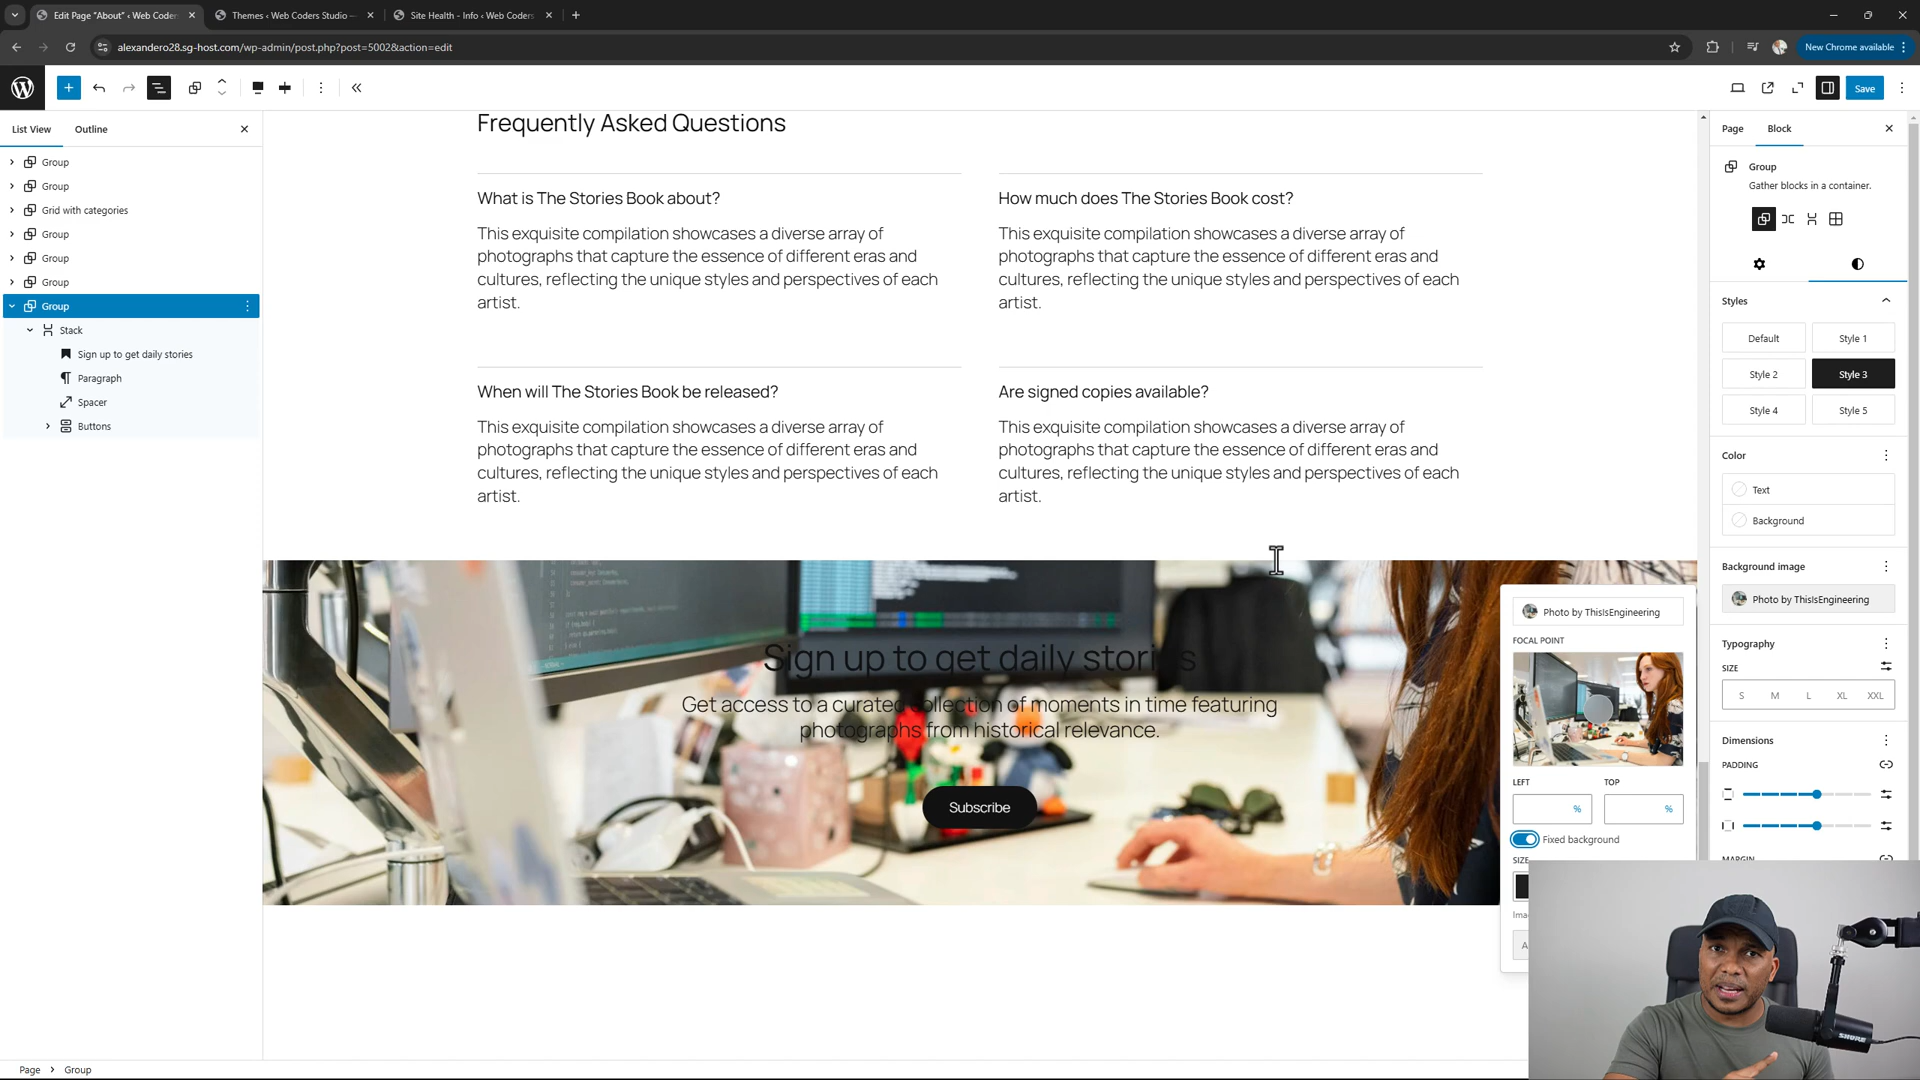 Edit Page "About" ‹ Web Coders
Themes ‹ Web Coders Studio —
Site Health - Info ‹ Web Coders
alexandero28.sg-host.com/wp-admin/post.php?post=5002&action=edit
New Chrome available
Save
List View
Outline
Group
Group
Grid with categories
Group
Group
Group
Group
Stack
Sign up to get daily stories
Paragraph
Spacer
Buttons
Frequently Asked Questions
What is The Stories Book about?
This exquisite compilation showcases a diverse array of
photographs that capture the essence of different eras and
cultures, reflecting the unique styles and perspectives of each
artist.
How much does The Stories Book cost?
This exquisite compilation showcases a diverse array of
photographs that capture the essence of different eras and
cultures, reflecting the unique styles and perspectives of each
artist.
When will The Stories Book be released?
This exquisite compilation showcases a diverse array of
photographs that capture the essence of different eras and
cultures, reflecting the unique styles and perspectives of each
artist.
Are signed copies available?
This exquisite compilation showcases a diverse array of
photographs that capture the essence of different eras and
cultures, reflecting the unique styles and perspectives of each
artist.
Sign up to get daily stories
Get access to a curated collection of moments in time featuring
photographs from historical relevance.
Subscribe
Photo by ThisIsEngineering
FOCAL POINT
LEFT
TOP
%
%
Fixed background
SIZE
Page
Block
Group
Gather blocks in a container.
Styles
Default
Style 1
Style 2
Style 3
Style 4
Style 5
Color
Text
Background
Background image
Photo by ThisIsEngineering
Typography
SIZE
S M L XL XXL
Dimensions
PADDING
MARGIN
SHURE
Page > Group